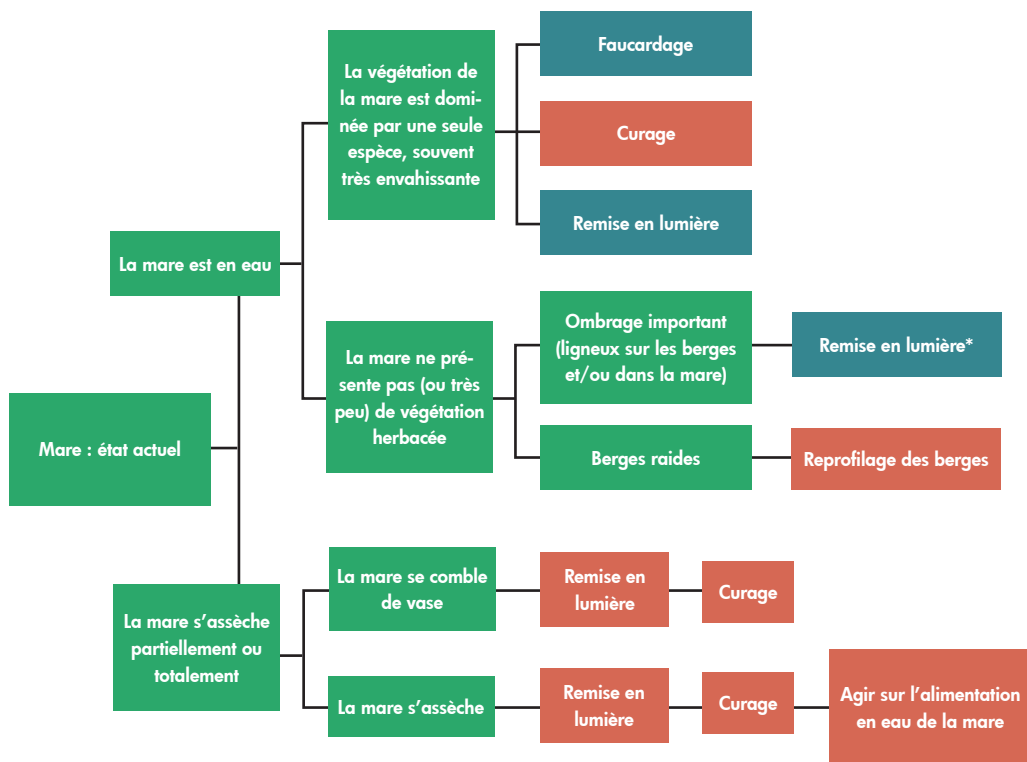 Faucardage
La végétation de
la mare est domi-
née par une seule
espèce, souvent
très envahissante
Curage
Remise en lumière
La mare est en eau
Ombrage important
(ligneux sur les berges
et/ou dans la mare)
Remise en lumière*
La mare ne pré-
sente pas (ou très
peu) de végétation
herbacée
Berges raides
Reprofilage des berges
Mare : état actuel
La mare se comble
de vase
Remise en
lumière
Curage
La mare s’assèche
partiellement ou
totalement
La mare s’assèche
Remise en
lumière
Curage
Agir sur l’alimentation
en eau de la mare